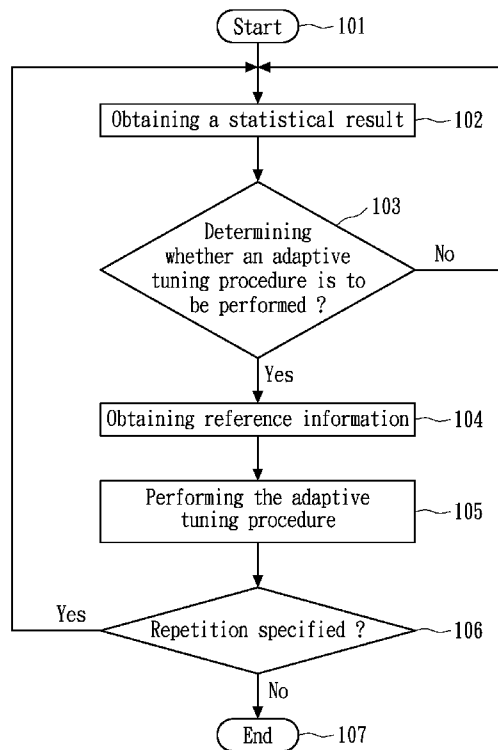 Start
101
Obtaining a statistical result
102
103
Determining
whether an adaptive
tuning procedure is to
be performed ?
No
Yes
Obtaining reference information
104
Performing the adaptive
tuning procedure
105
Yes
Repetition specified ?
106
No
End
107